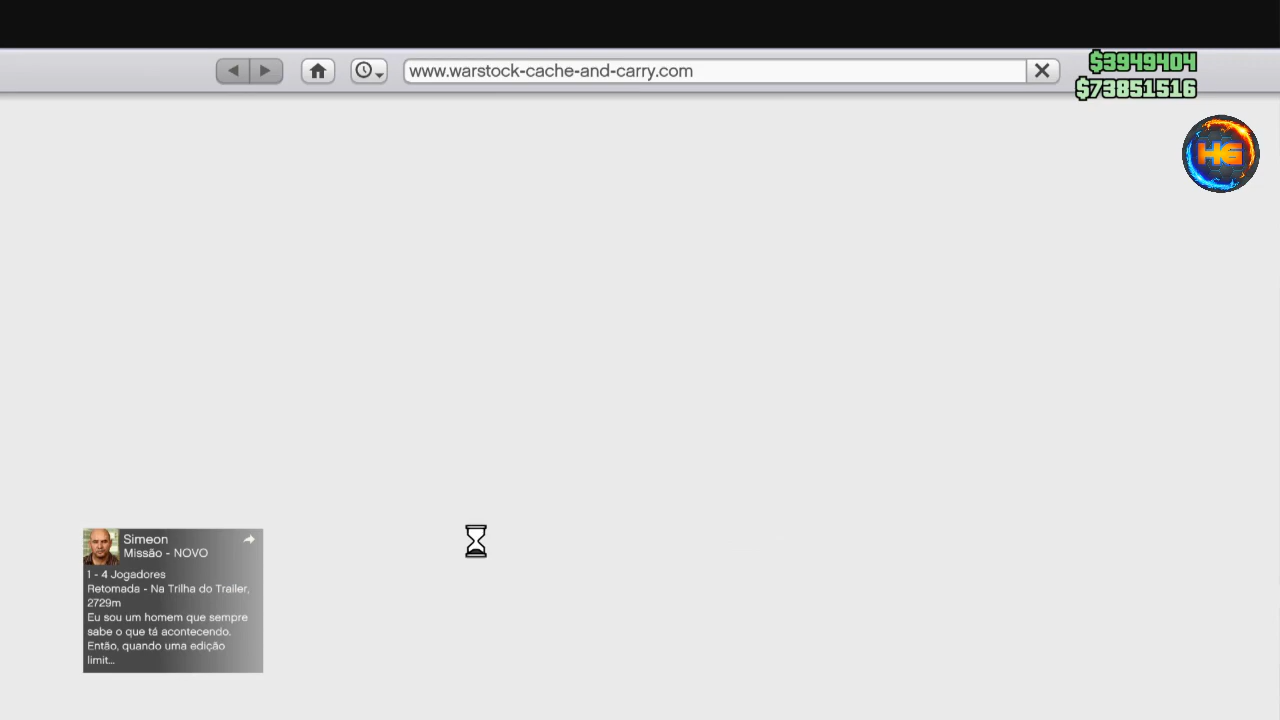 www.warstock-cache-and-carry.com
$3949404
$73851516
HG
Simeon
Missão - NOVO
1 - 4 Jogadores
Retomada - Na Trilha do Trailer,
2729m
Eu sou um homem que sempre
sabe o que tá acontecendo.
Então, quando uma edição
limit...